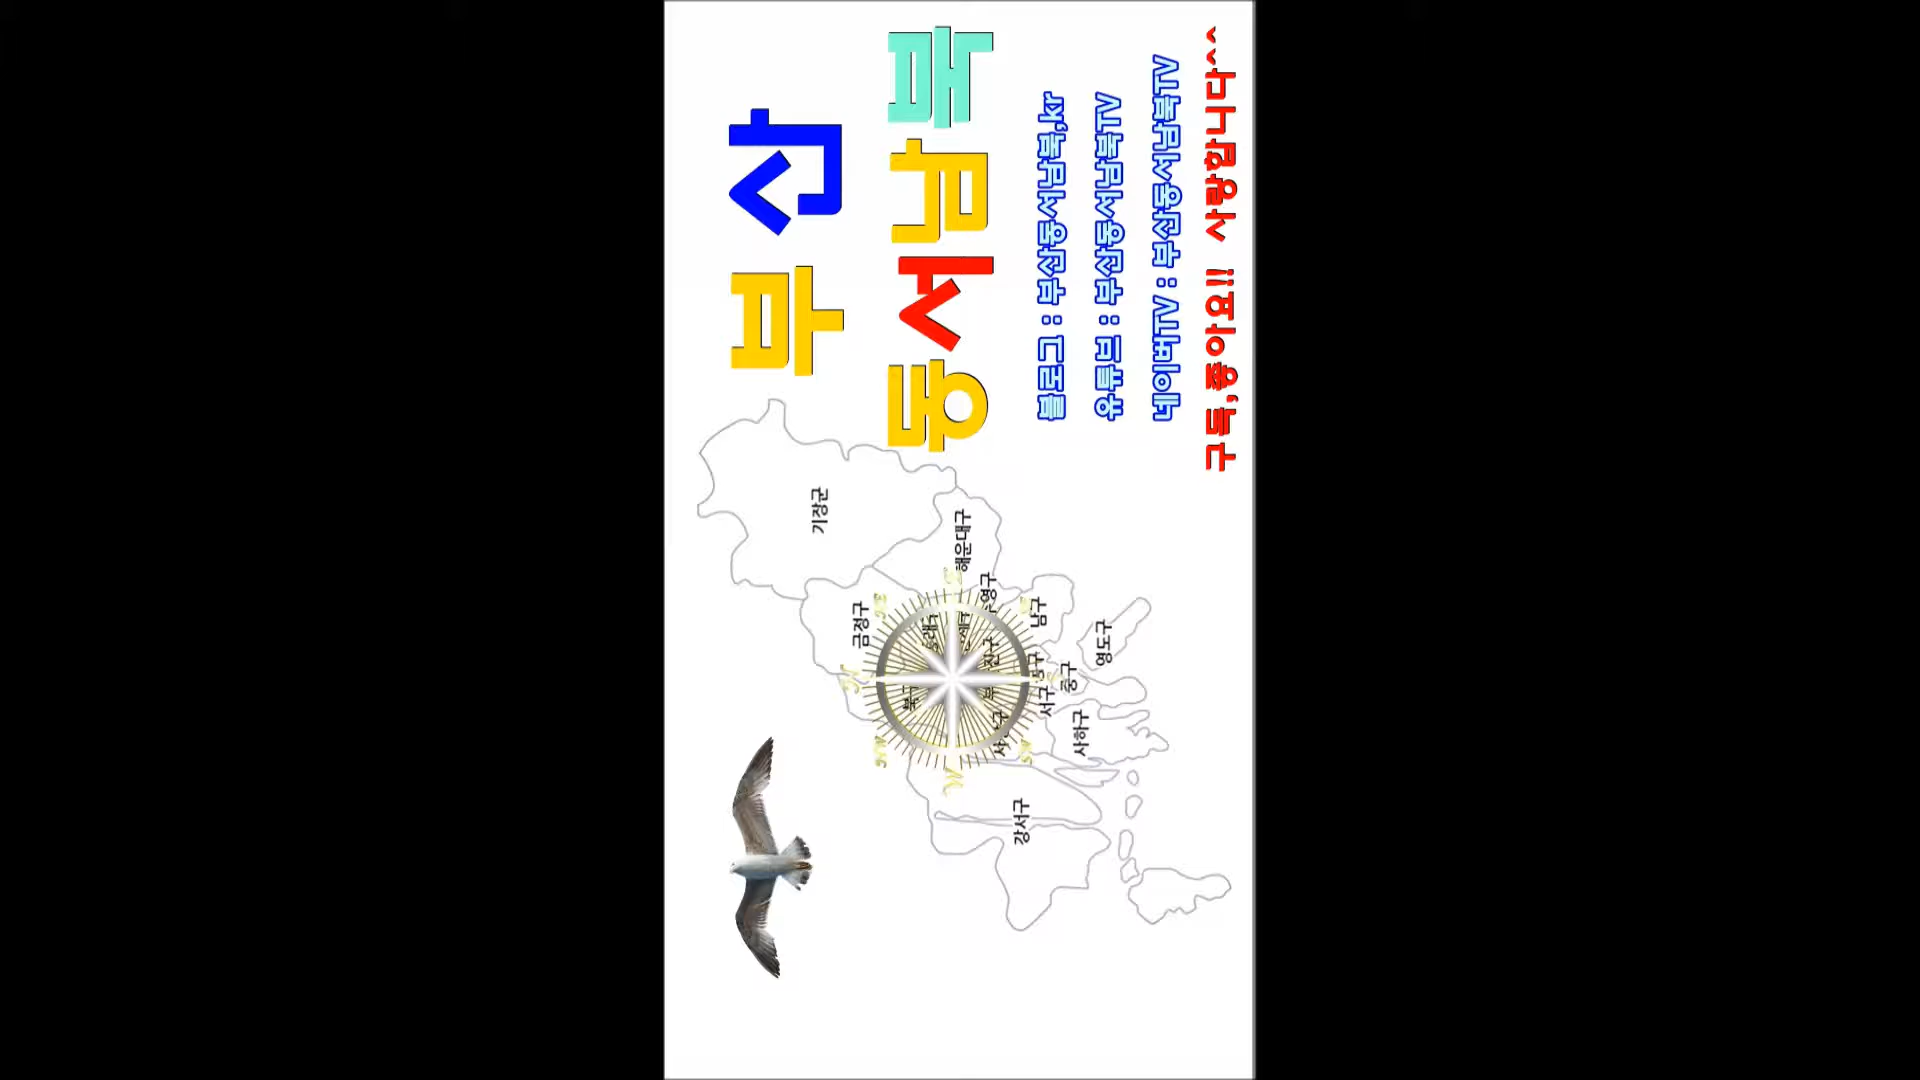 부산
동서남북
블로그 : 부산동서남북,kr
유튜브 : 부산동서남북TV
네이버TV : 부산동서남북TV
구독,좋아요!! 사랑합니다^^
기장군
해운대구
금정구
남구
영도구
중구
서구
사하구
강서구
W